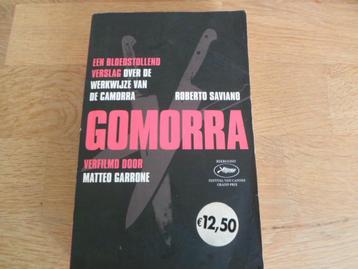 EEN BLOEDSTOLLEND
VERSLAG OVER DE
WERKWIJZE VAN
DE CAMORRA
ROBERTO SAVIANO
GOMORRA
VERFILMD DOOR
MATTEO GARRONE
FESTIVAL VAN CANNES
GRAND PRIX
€12,50